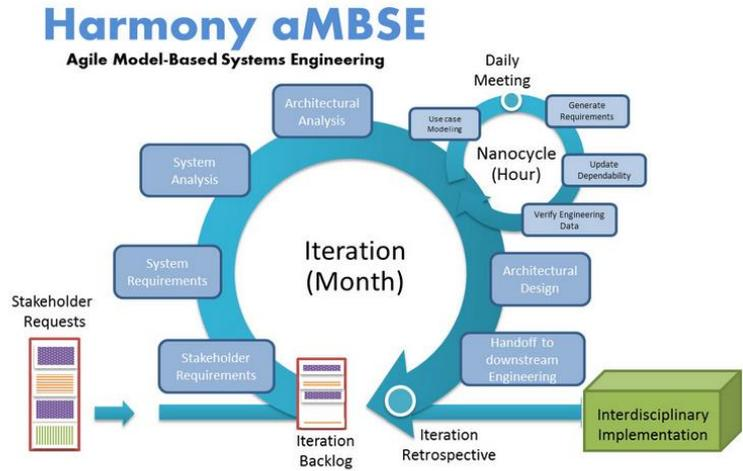 Harmony aMBSE
Agile Model-Based Systems Engineering
Daily
Meeting
Architectural
Analysis
Use case
Modeling
Generate
Requirements
Nanocycle
(Hour)
Update
Dependability
Verify Engineering
Data
System
Analysis
Iteration
(Month)
System
Requirements
Architectural
Design
Stakeholder
Requests
Stakeholder
Requirements
Handoff to
downstream
Engineering
Iteration
Backlog
Iteration
Retrospective
Interdisciplinary
Implementation